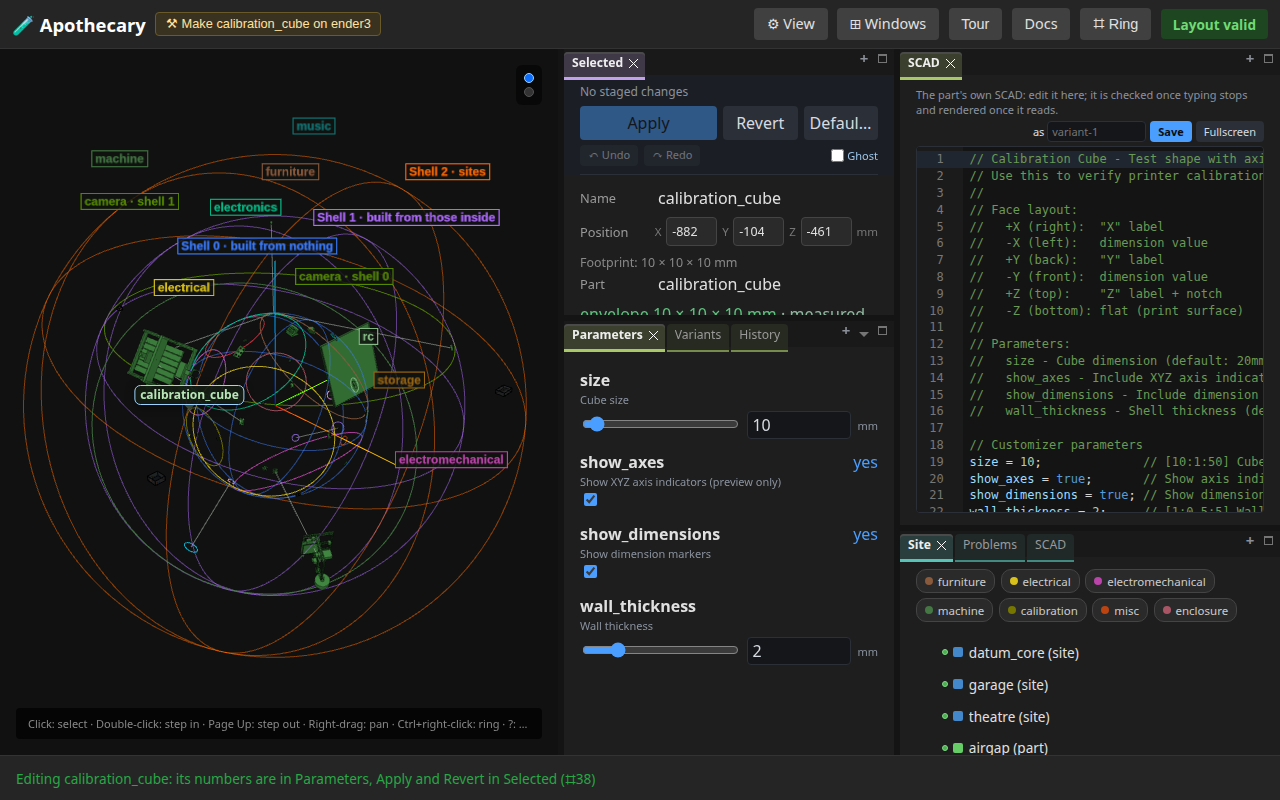 Apothecary
⚒ Make calibration_cube on ender3
⚙ View
⊞ Windows
Tour
Docs
⌗ Ring
Layout valid
music
machine
furniture
Shell 2 · sites
camera · shell 1
electronics
Shell 1 · built from those inside
Shell 0 · built from nothing
camera · shell 0
electrical
rc
storage
calibration_cube
electromechanical
Click: select · Double-click: step in · Page Up: step out · Right-drag: pan · Ctrl+right-click: ring · ?: ...
Selected
No staged changes
Apply
Revert
Defaul...
↶ Undo
↷ Redo
Ghost
Name calibration_cube
Position X -882 Y -104 Z -461 mm
Footprint: 10 × 10 × 10 mm
Part calibration_cube
envelope 10 × 10 × 10 mm · measured
Parameters
Variants
History
size
Cube size
10 mm
show_axes yes
Show XYZ axis indicators (preview only)
show_dimensions yes
Show dimension markers
wall_thickness
Wall thickness
2 mm
SCAD
The part's own SCAD: edit it here; it is checked once typing stops
and rendered once it reads.
as variant-1 Save Fullscreen
1 // Calibration Cube - Test shape with axi
2 // Use this to verify printer calibration
3 //
4 // Face layout:
5 // +X (right): "X" label
6 // -X (left): dimension value
7 // +Y (back): "Y" label
8 // -Y (front): dimension value
9 // +Z (top): "Z" label + notch
10 // -Z (bottom): flat (print surface)
11 //
12 // Parameters:
13 // size - Cube dimension (default: 20mm
14 // show_axes - Include XYZ axis indicat
15 // show_dimensions - Include dimension
16 // wall_thickness - Shell thickness (de
17
18 // Customizer parameters
19 size = 10; // [10:1:50] Cube
20 show_axes = true; // Show axis indi
21 show_dimensions = true; // Show dimension
22 wall_thickness = 2; // [1:0.5:5] Wall
Site
Problems
SCAD
furniture
electrical
electromechanical
machine
calibration
misc
enclosure
datum_core (site)
garage (site)
theatre (site)
airgap (part)
Editing calibration_cube: its numbers are in Parameters, Apply and Revert in Selected (⌗38)